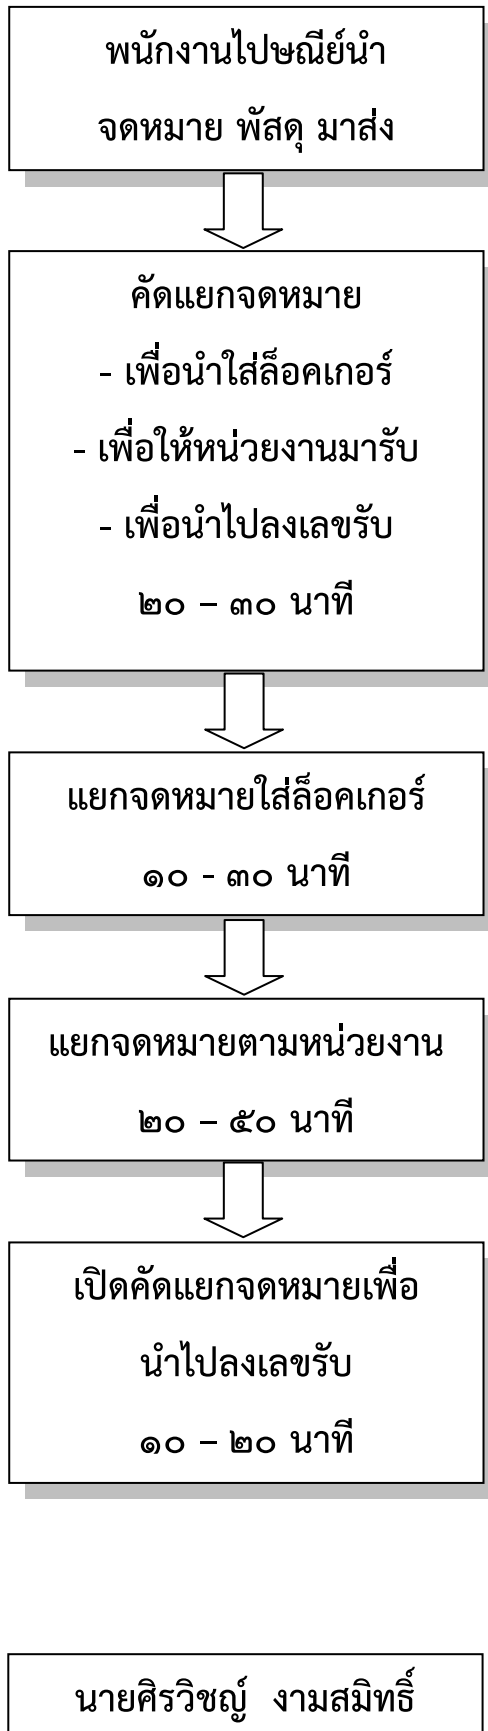 พนักงานไปษณีย์นำ
จดหมาย พัสดุ มาส่ง
คัดแยกจดหมาย
- เพื่อนำใส่ล็อคเกอร์
- เพื่อให้หน่วยงานมารับ
- เพื่อนำไปลงเลขรับ
๒๐ – ๓๐ นาที
แยกจดหมายใส่ล็อคเกอร์
๑๐ - ๓๐ นาที
แยกจดหมายตามหน่วยงาน
๒๐ – ๕๐ นาที
เปิดคัดแยกจดหมายเพื่อ
นำไปลงเลขรับ
๑๐ – ๒๐ นาที
นายศิรวิชญ์ งามสมิทธิ์